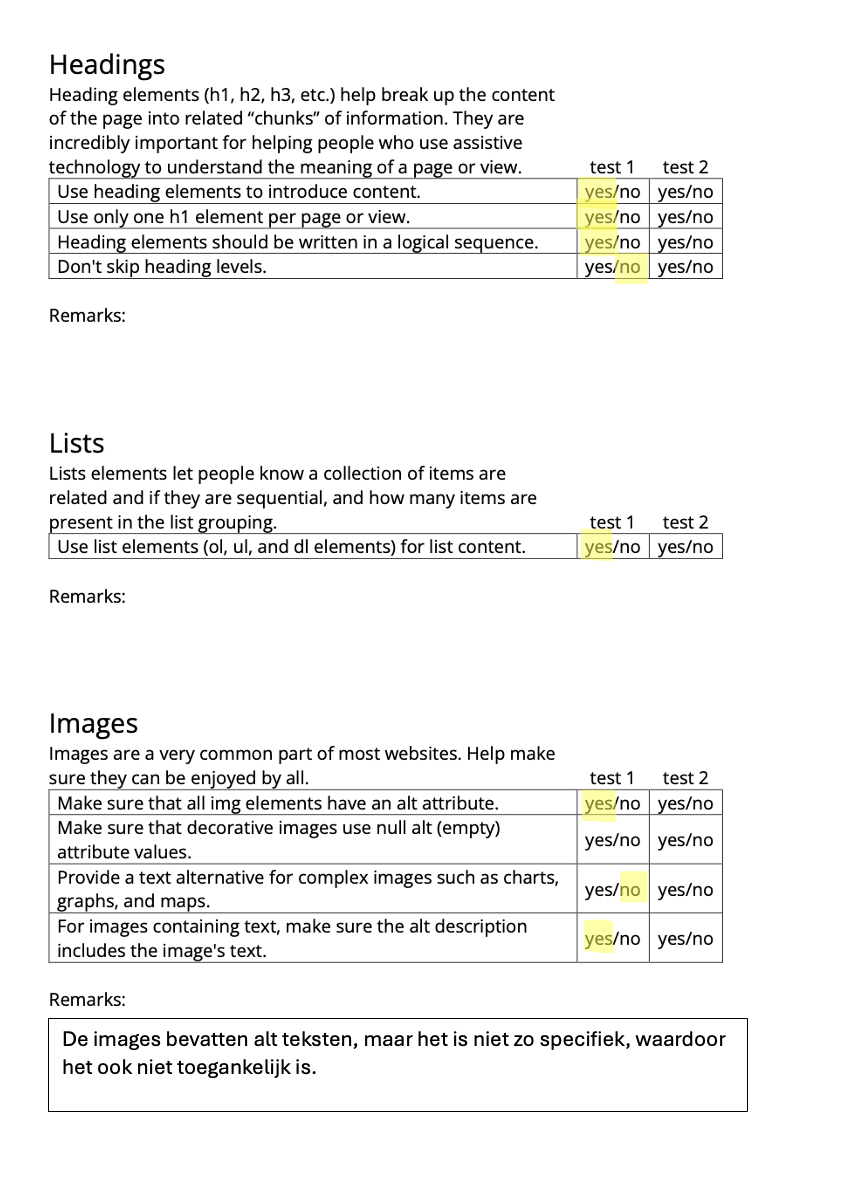 Headings
Heading elements (h1, h2, h3, etc.) help break up the content
of the page into related “chunks” of information. They are
incredibly important for helping people who use assistive
technology to understand the meaning of a page or view. test 1 test 2
Use heading elements to introduce content. yes/no yes/no
Use only one h1 element per page or view. yes/no yes/no
Heading elements should be written in a logical sequence. yes/no yes/no
Don't skip heading levels. yes/no yes/no
Remarks:
Lists
Lists elements let people know a collection of items are
related and if they are sequential, and how many items are
present in the list grouping. test 1 test 2
Use list elements (ol, ul, and dl elements) for list content. yes/no yes/no
Remarks:
Images
Images are a very common part of most websites. Help make
sure they can be enjoyed by all. test 1 test 2
Make sure that all img elements have an alt attribute. yes/no yes/no
Make sure that decorative images use null alt (empty)
attribute values. yes/no yes/no
Provide a text alternative for complex images such as charts,
graphs, and maps. yes/no yes/no
For images containing text, make sure the alt description
includes the image's text. yes/no yes/no
Remarks:
De images bevatten alt teksten, maar het is niet zo specifiek, waardoor
het ook niet toegankelijk is.